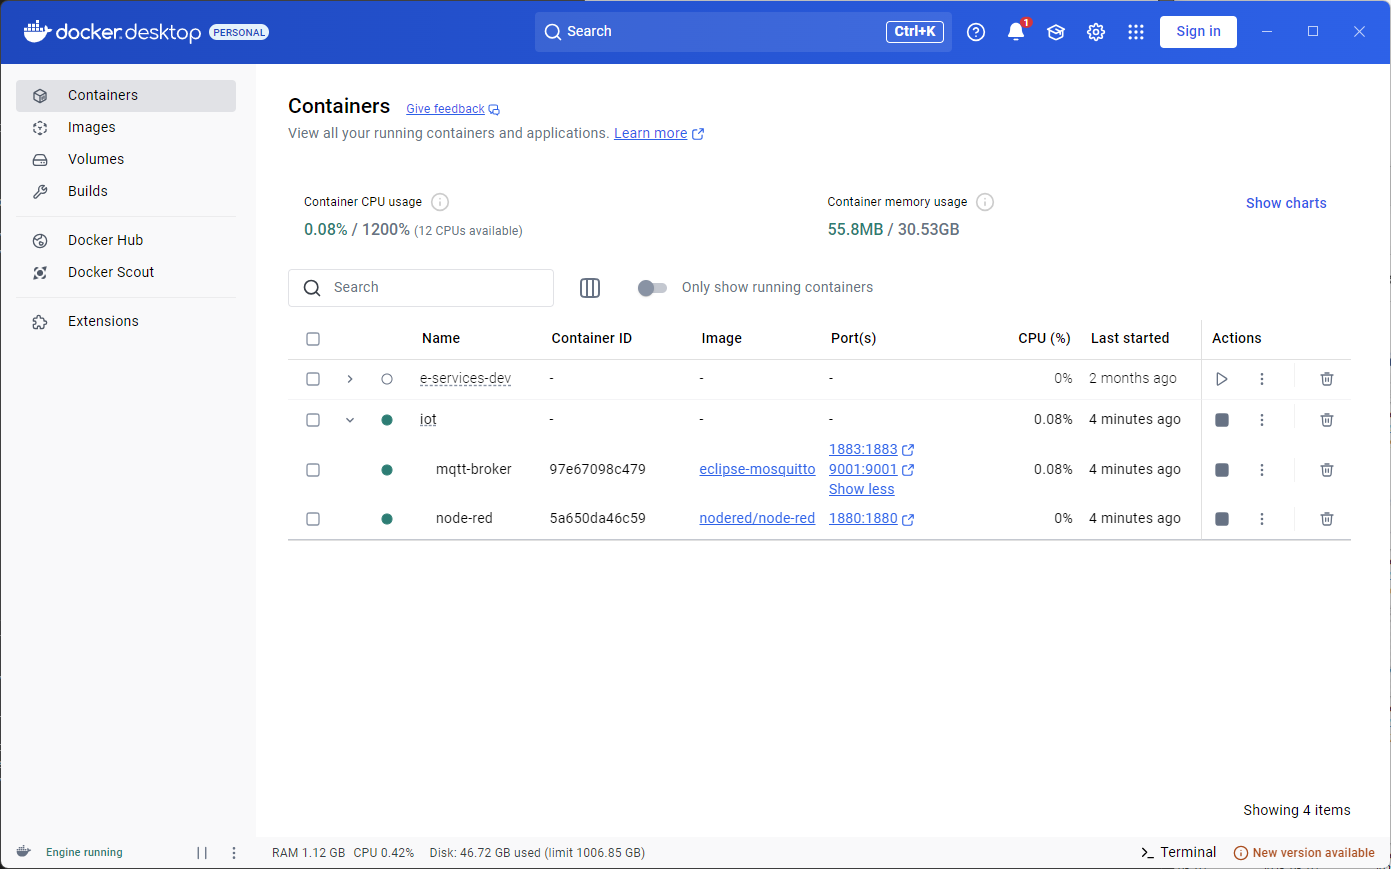 docker.desktop PERSONAL
Search
Ctrl+K
1
Sign in
Containers
Images
Volumes
Builds
Docker Hub
Docker Scout
Extensions
Containers Give feedback
View all your running containers and applications. Learn more
Container CPU usage
0.08% / 1200% (12 CPUs available)
Container memory usage
55.8MB / 30.53GB
Show charts
Search
Only show running containers
Name Container ID Image Port(s) CPU (%) Last started Actions
e-services-dev - - - 0% 2 months ago
iot - - - 0.08% 4 minutes ago
mqtt-broker 97e67098c479 eclipse-mosquitto 1883:1883 9001:9001 Show less 0.08% 4 minutes ago
node-red 5a650da46c59 nodered/node-red 1880:1880 0% 4 minutes ago
Showing 4 items
Engine running
RAM 1.12 GB CPU 0.42% Disk: 46.72 GB used (limit 1006.85 GB)
Terminal
New version available